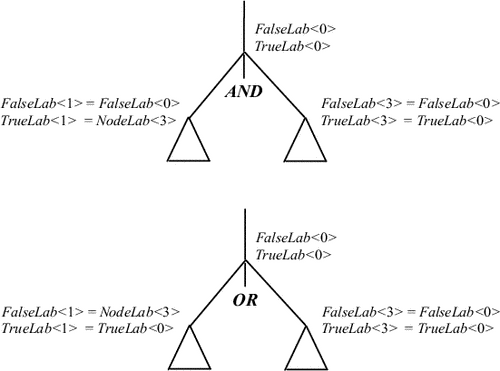 FalseLab<0>
TrueLab<0>
AND
FalseLab<1> = FalseLab<0>
TrueLab<1> = NodeLab<3>
FalseLab<3> = FalseLab<0>
TrueLab<3> = TrueLab<0>
FalseLab<0>
TrueLab<0>
OR
FalseLab<1> = NodeLab<3>
TrueLab<1> = TrueLab<0>
FalseLab<3> = FalseLab<0>
TrueLab<3> = TrueLab<0>